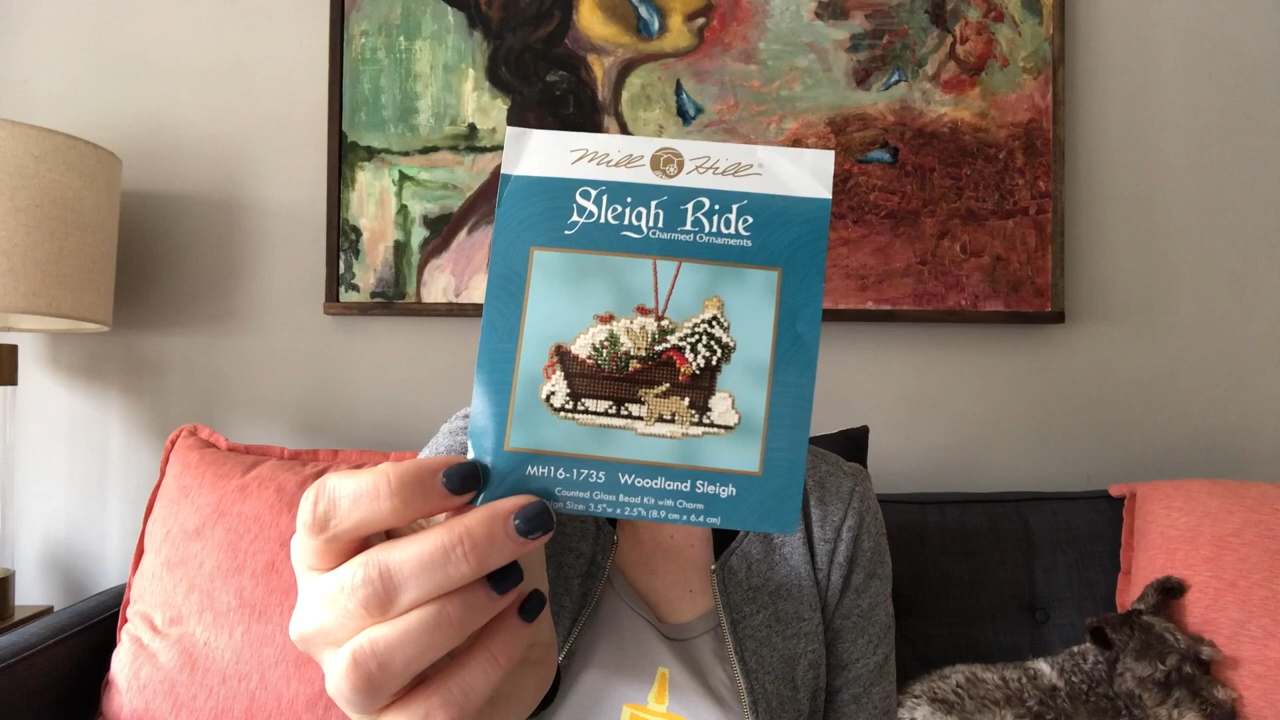 Mill Hill®
Sleigh Ride
Charmed Ornaments
MH16-1735 Woodland Sleigh
Counted Glass Bead Kit with Charm
Size: 3.5"w x 2.5"h (8.9 cm x 6.4 cm)